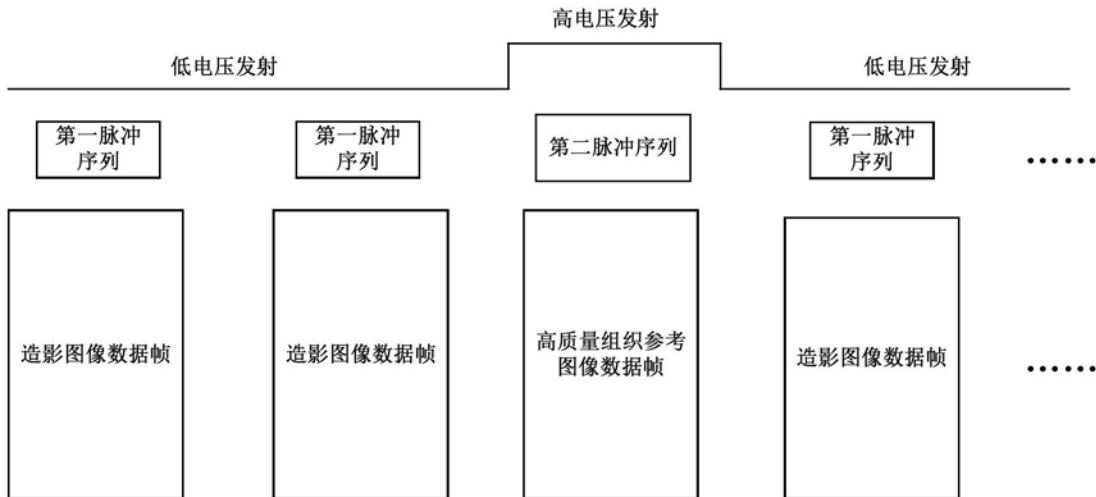 高电压发射
低电压发射
低电压发射
第一脉冲
序列
第一脉冲
序列
第二脉冲序列
第一脉冲
序列
······
造影图像数据帧
造影图像数据帧
高质量组织参考
图像数据帧
造影图像数据帧
······